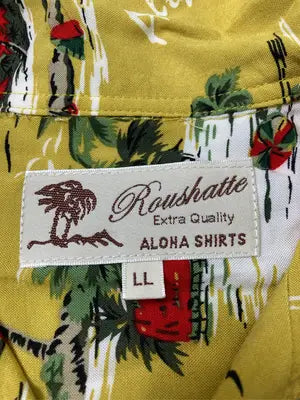 Roushatte
Extra Quality
ALOHA SHIRTS
LL